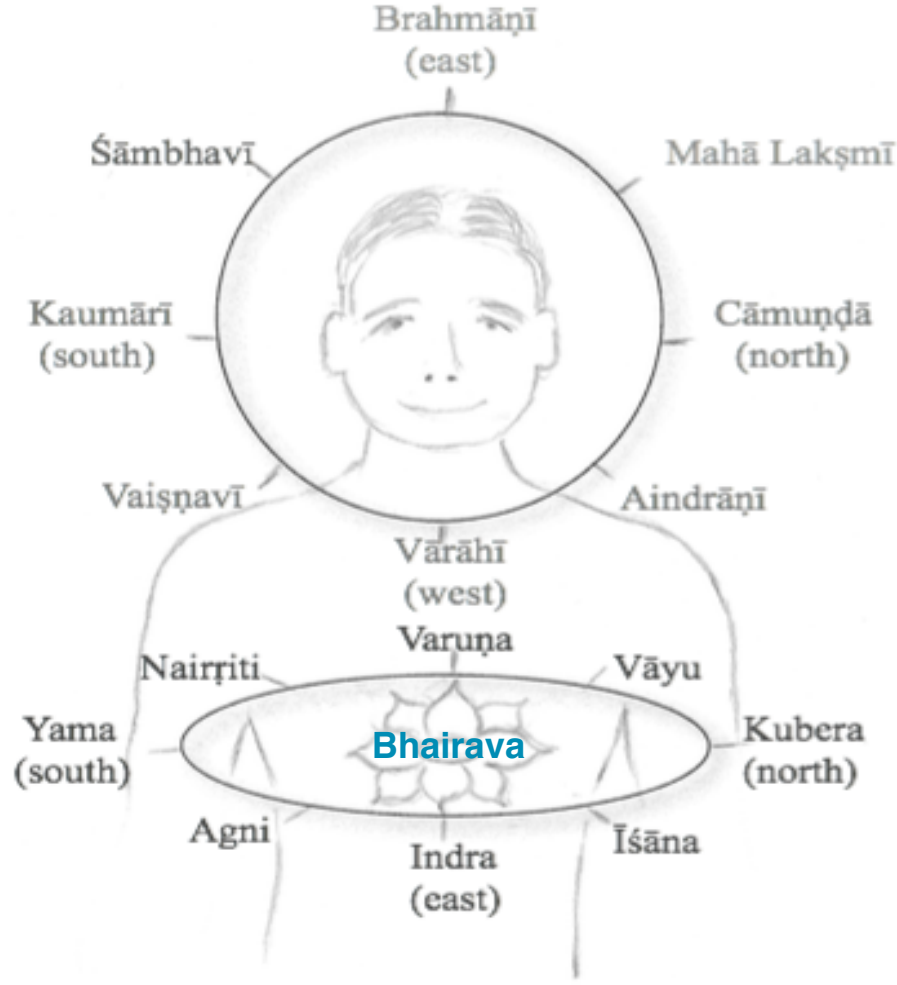 Brahmāṇī
(east)
Śāmbhavī
Mahā Lakṣmī
Kaumārī
(south)
Cāmuṇḍā
(north)
Vaiṣṇavī
Aindrāṇī
Vārāhī
(west)
Varuṇa
Nairṛiti
Vāyu
Yama
(south)
Bhairava
Kubera
(north)
Agni
Īśāna
Indra
(east)